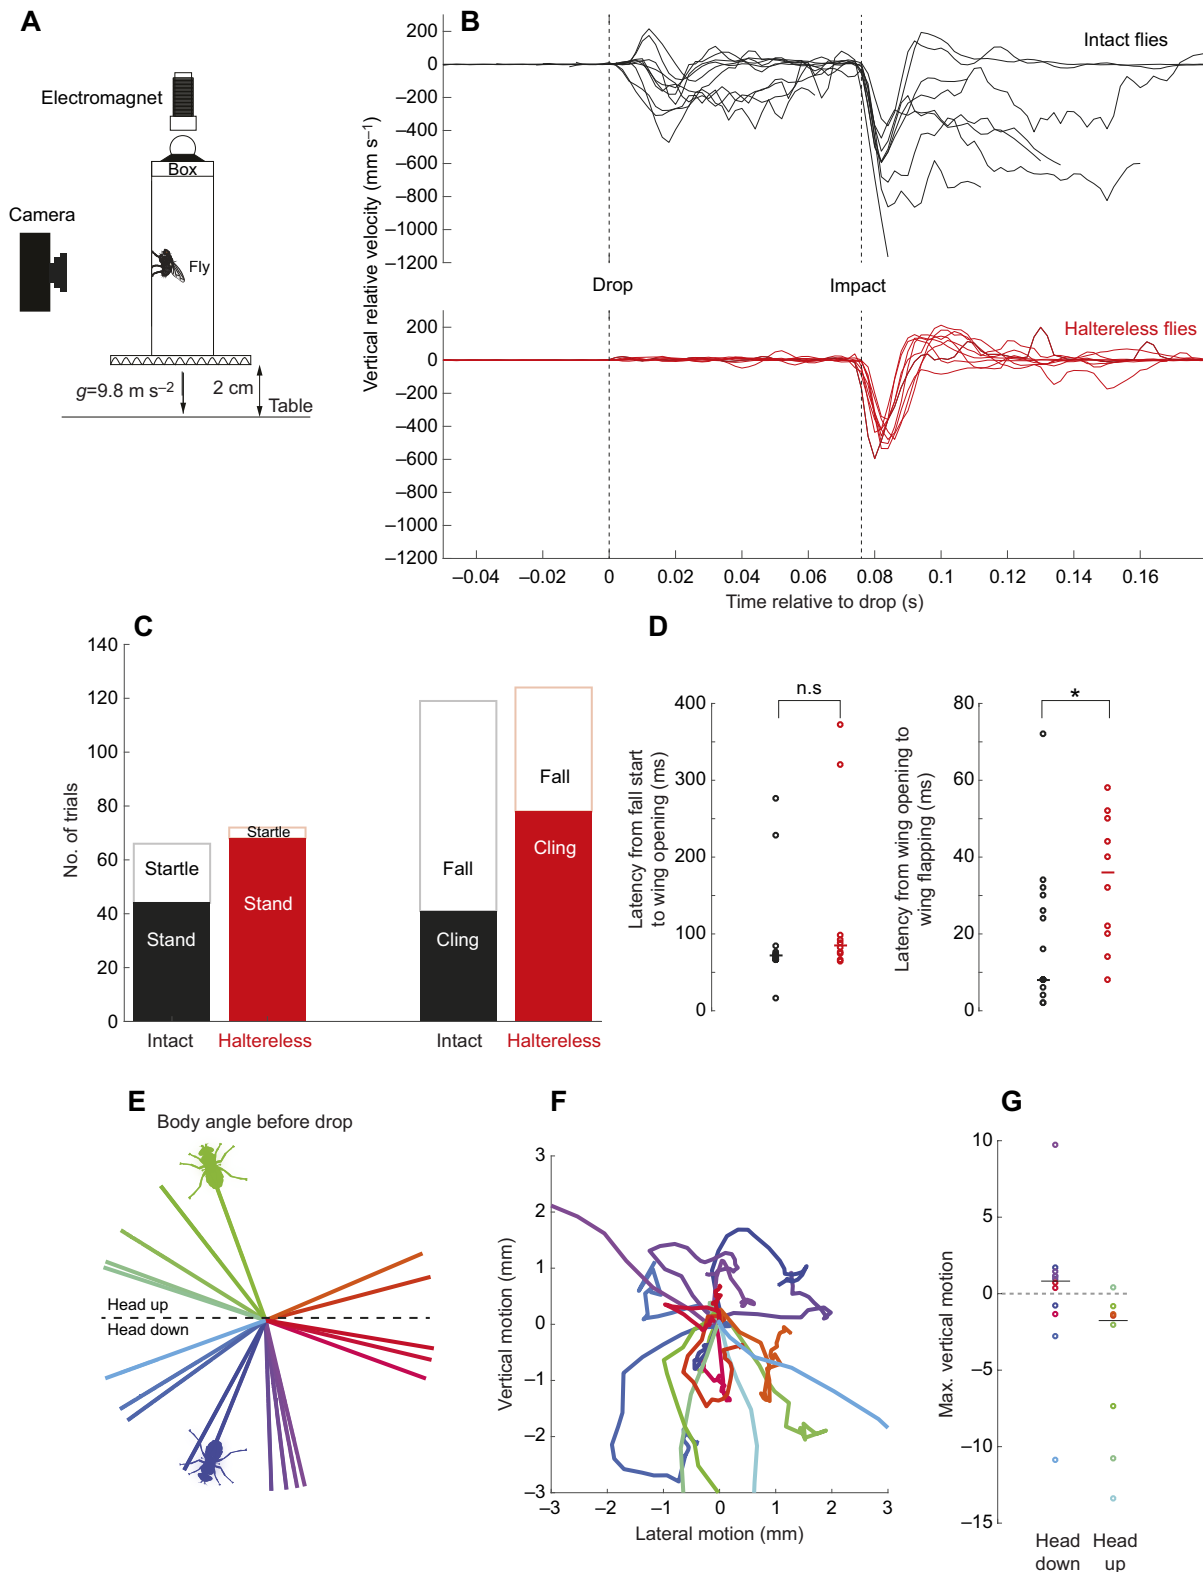 A
Electromagnet
Box
Camera
Fly
g=9.8 m s⁻²
2 cm
Table
B
Vertical relative velocity (mm s⁻¹)
200
0
–200
–400
–600
–800
–1000
–1200
Intact flies
Drop
Impact
200
0
–200
–400
–600
–800
–1000
–1200
Haltereless flies
–0.04
–0.02
0
0.02
0.04
0.06
0.08
0.1
0.12
0.14
0.16
Time relative to drop (s)
C
No. of trials
140
120
100
80
60
40
20
0
Startle
Stand
Startle
Stand
Fall
Cling
Fall
Cling
Intact
Haltereless
Intact
Haltereless
D
Latency from fall start
to wing opening (ms)
400
300
200
100
0
n.s
Latency from wing opening to
wing flapping (ms)
80
60
40
20
0
*
E
Body angle before drop
Head up
Head down
F
Vertical motion (mm)
3
2
1
0
–1
–2
–3
–3
–2
–1
0
1
2
3
Lateral motion (mm)
G
Max. vertical motion
10
5
0
–5
–10
–15
Head
down
Head
up